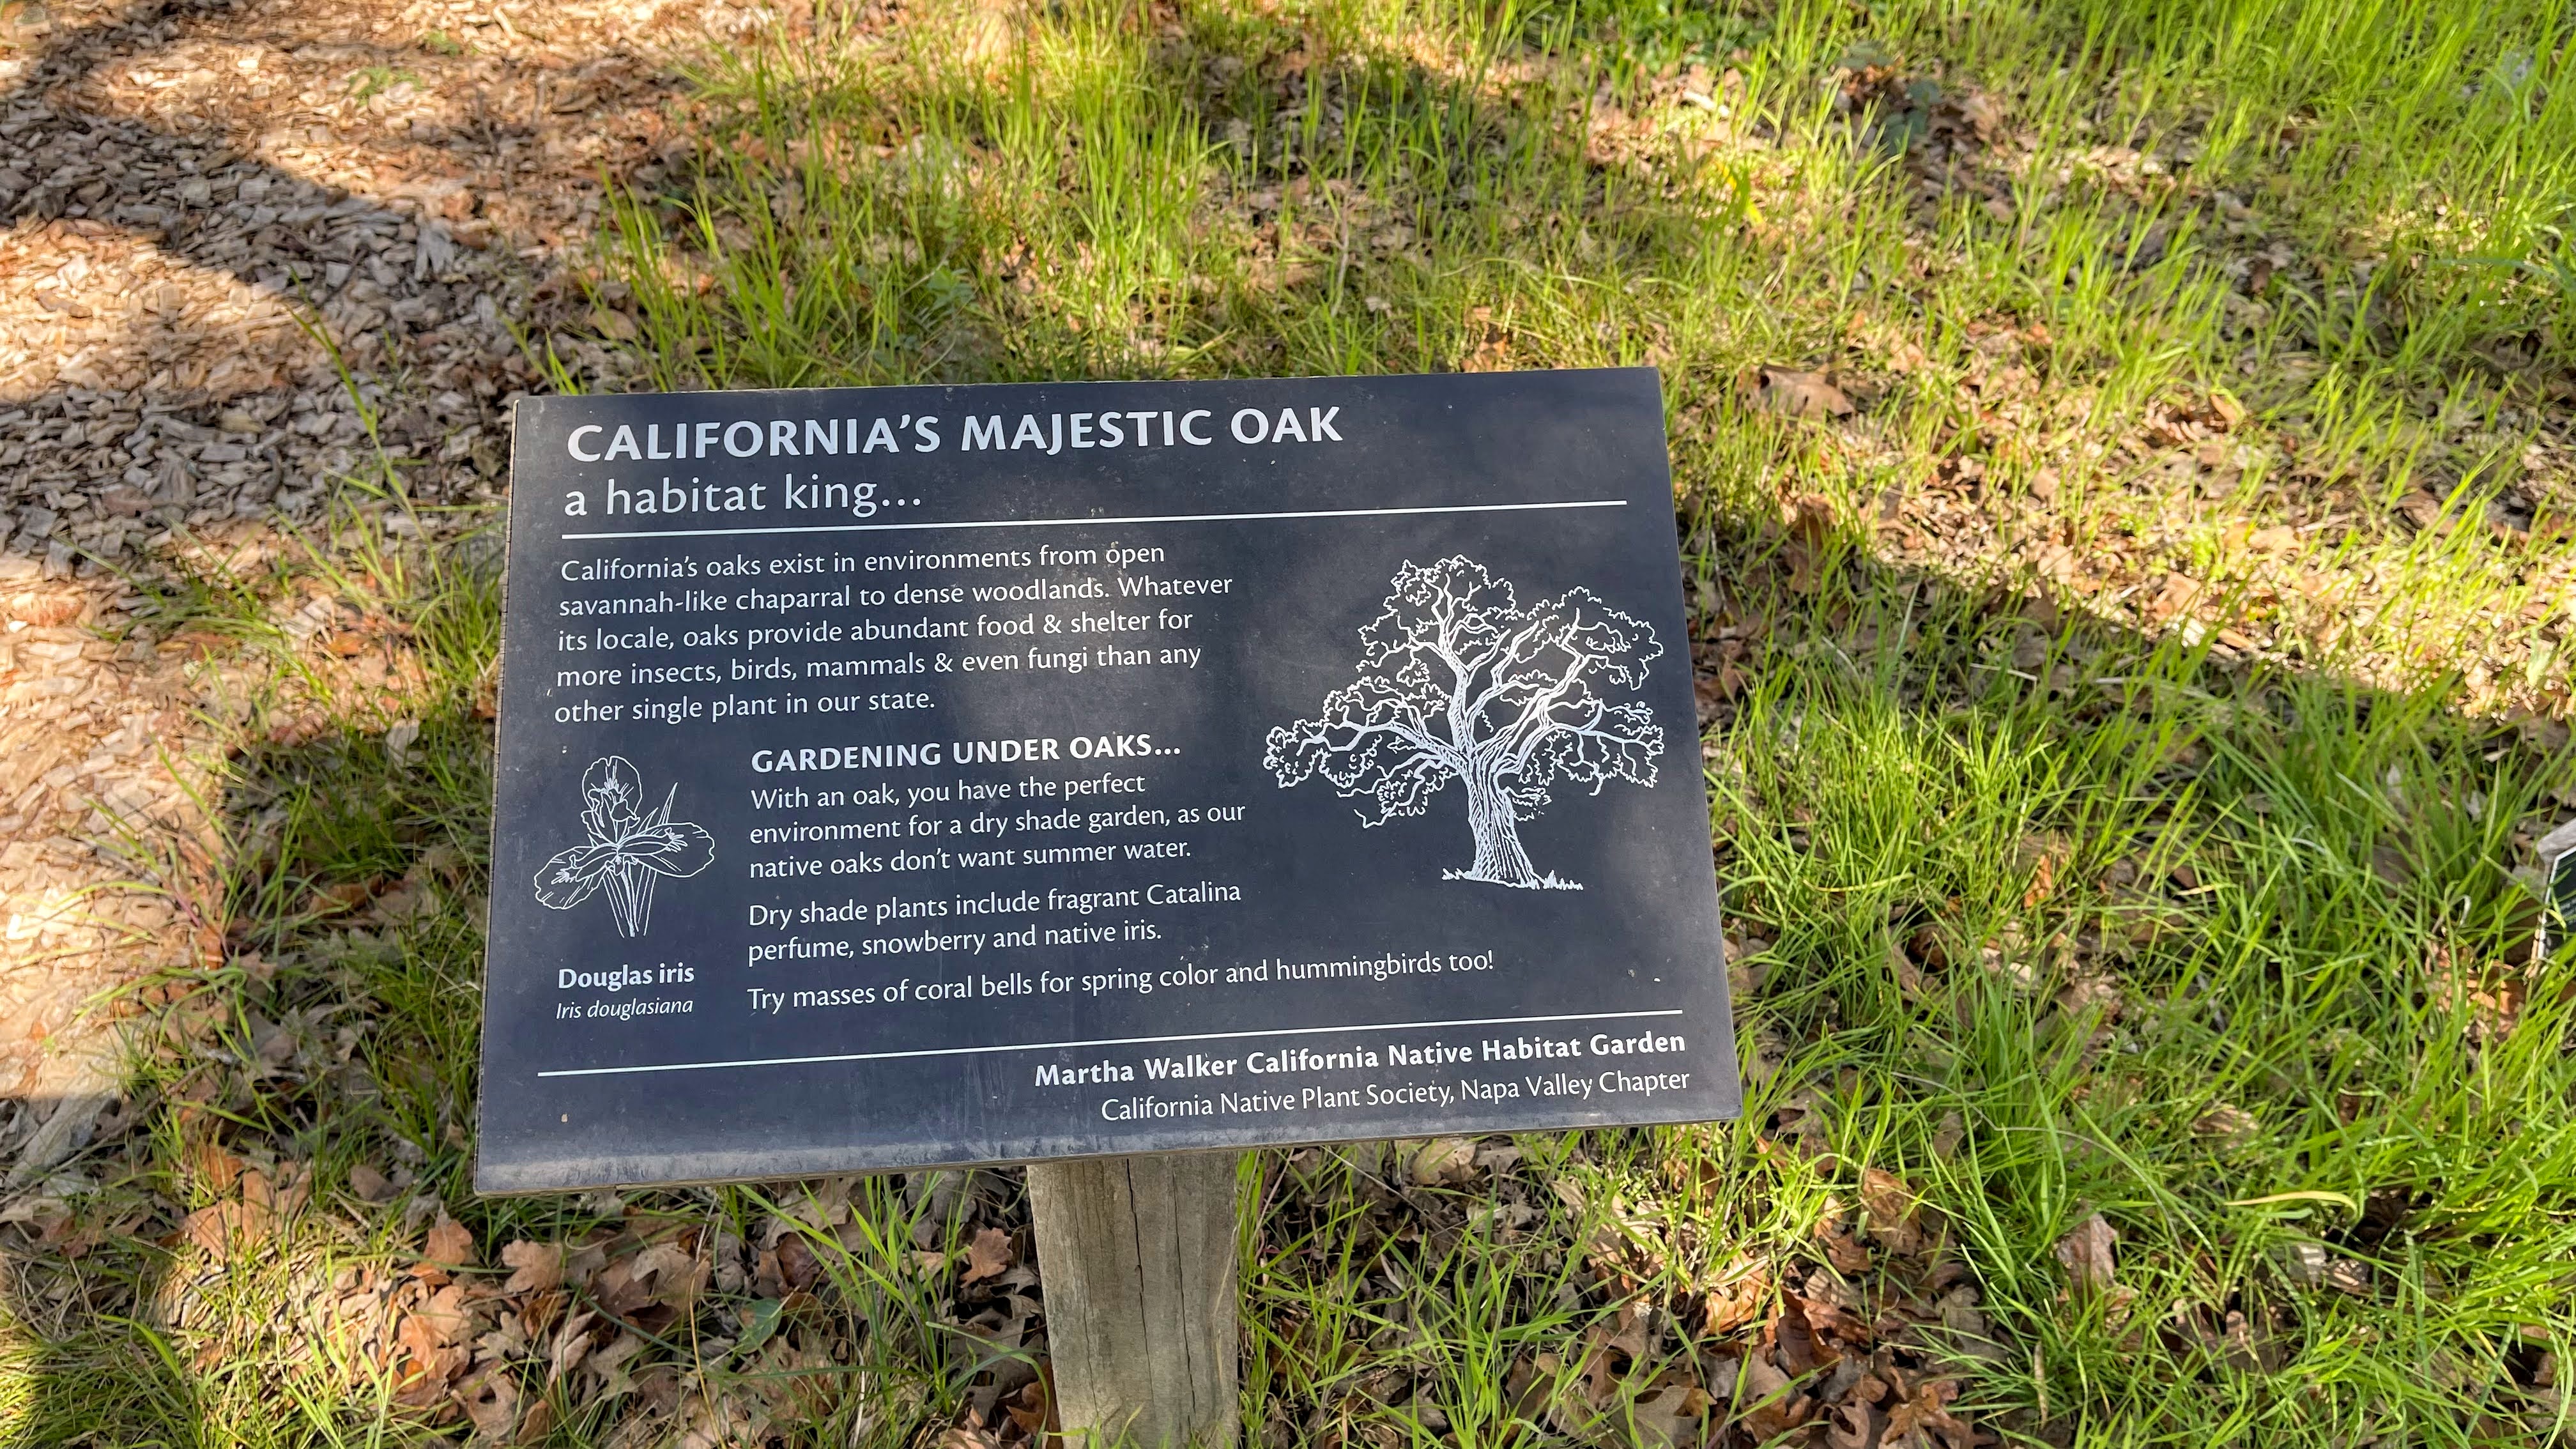 CALIFORNIA'S MAJESTIC OAK
a habitat king...
California's oaks exist in environments from open
savannah-like chaparral to dense woodlands. Whatever
its locale, oaks provide abundant food & shelter for
more insects, birds, mammals & even fungi than any
other single plant in our state.
GARDENING UNDER OAKS...
With an oak, you have the perfect
environment for a dry shade garden, as our
native oaks don't want summer water.
Dry shade plants include fragrant Catalina
perfume, snowberry and native iris.
Try masses of coral bells for spring color and hummingbirds too!
Douglas iris
Iris douglasiana
Martha Walker California Native Habitat Garden
California Native Plant Society, Napa Valley Chapter